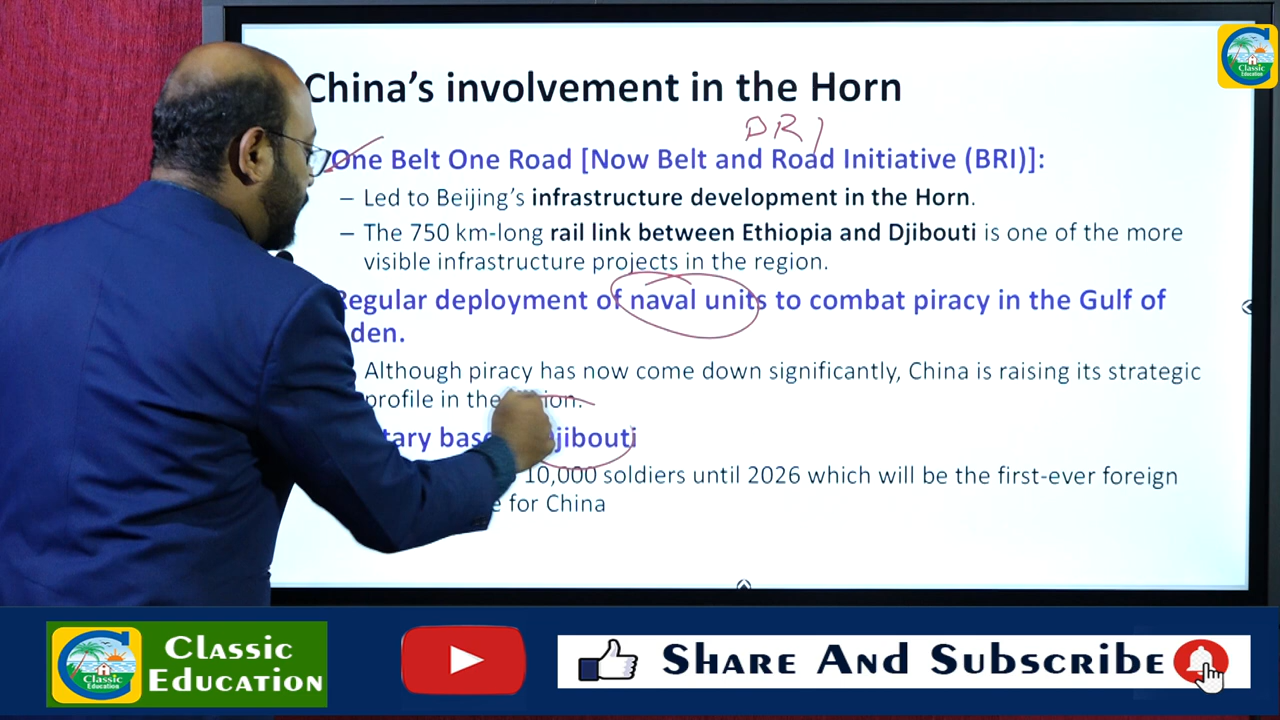 China's involvement in the Horn
BRI
One Belt One Road [Now Belt and Road Initiative (BRI)]:
– Led to Beijing's infrastructure development in the Horn.
– The 750 km-long rail link between Ethiopia and Djibouti is one of the more
visible infrastructure projects in the region.
Regular deployment of naval units to combat piracy in the Gulf of
den.
Although piracy has now come down significantly, China is raising its strategic
profile in the ion.
tary bas jibouti
10,000 soldiers until 2026 which will be the first-ever foreign
e for China
Classic
Education
Classic
Education
Classic
Education
Share And Subscribe